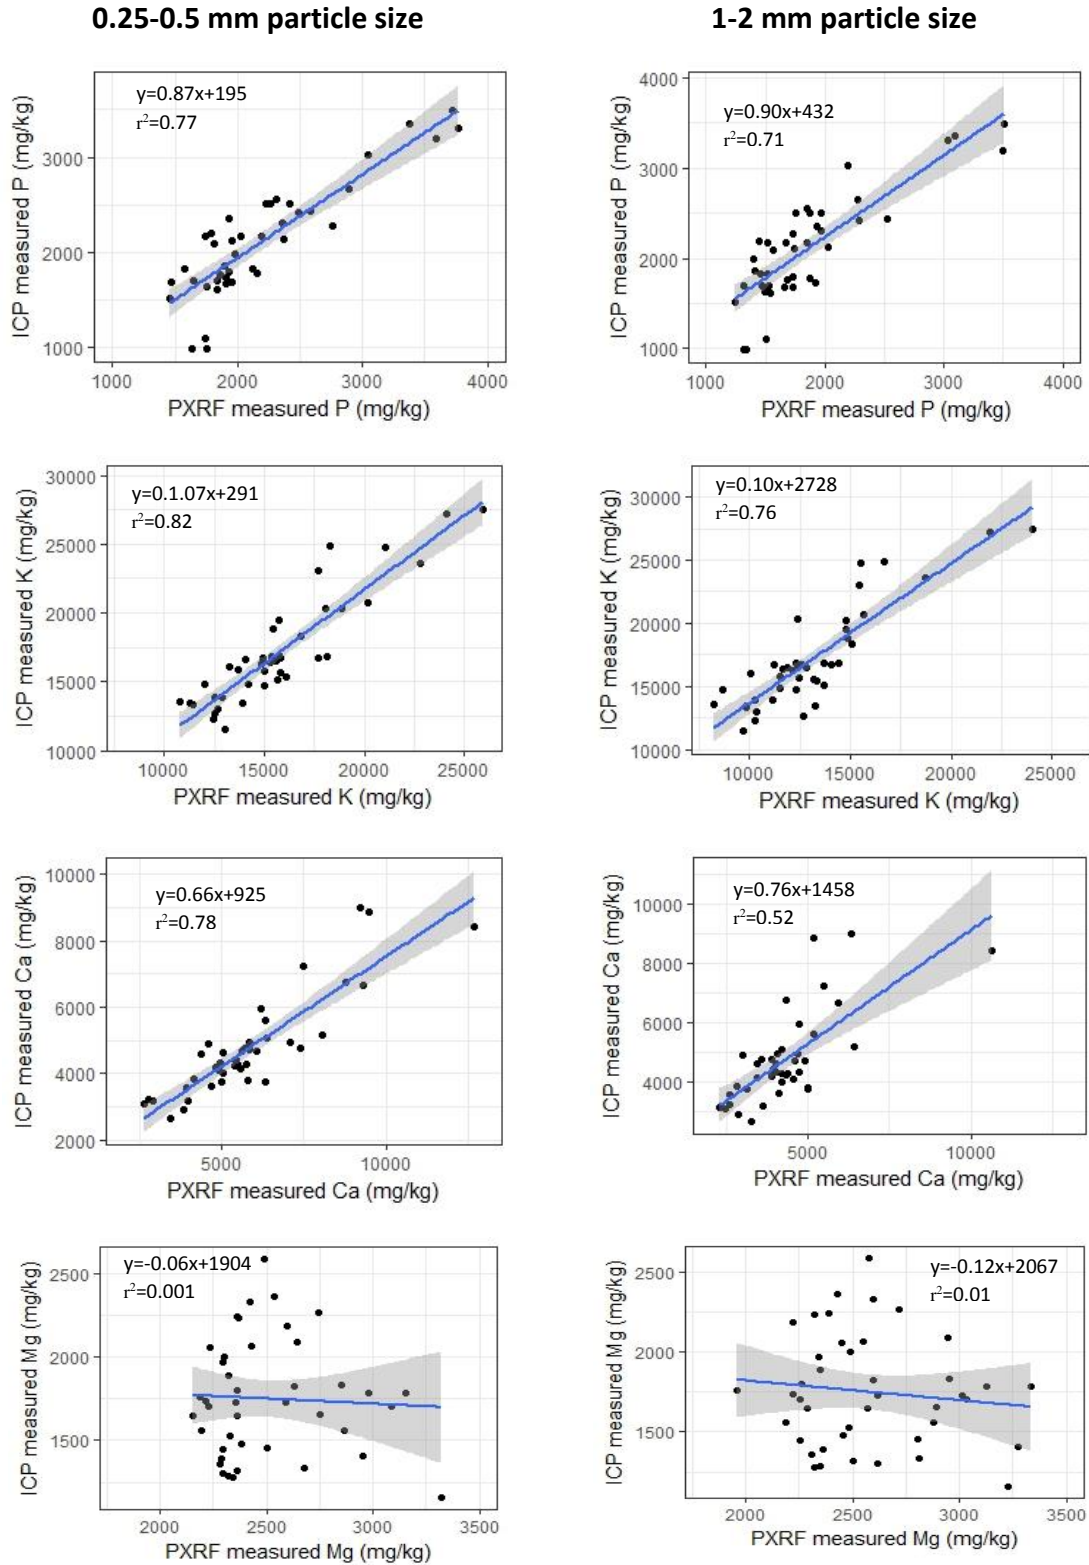 0.25-0.5 mm particle size
1-2 mm particle size
y=0.87x+195
r²=0.77
ICP measured P (mg/kg)
3000
2000
1000
1000 2000 3000 4000
PXRF measured P (mg/kg)
y=0.90x+432
r²=0.71
ICP measured P (mg/kg)
4000
3000
2000
1000
1000 2000 3000 4000
PXRF measured P (mg/kg)
y=0.1.07x+291
r²=0.82
ICP measured K (mg/kg)
30000
25000
20000
15000
10000
10000 15000 20000 25000
PXRF measured K (mg/kg)
y=0.10x+2728
r²=0.76
ICP measured K (mg/kg)
30000
25000
20000
15000
10000
10000 15000 20000 25000
PXRF measured K (mg/kg)
y=0.66x+925
r²=0.78
ICP measured Ca (mg/kg)
10000
8000
6000
4000
2000
5000 10000
PXRF measured Ca (mg/kg)
y=0.76x+1458
r²=0.52
ICP measured Ca (mg/kg)
10000
8000
6000
4000
5000 10000
PXRF measured Ca (mg/kg)
y=-0.06x+1904
r²=0.001
ICP measured Mg (mg/kg)
2500
2000
1500
2000 2500 3000 3500
PXRF measured Mg (mg/kg)
y=-0.12x+2067
r²=0.01
ICP measured Mg (mg/kg)
2500
2000
1500
2000 2500 3000 3500
PXRF measured Mg (mg/kg)